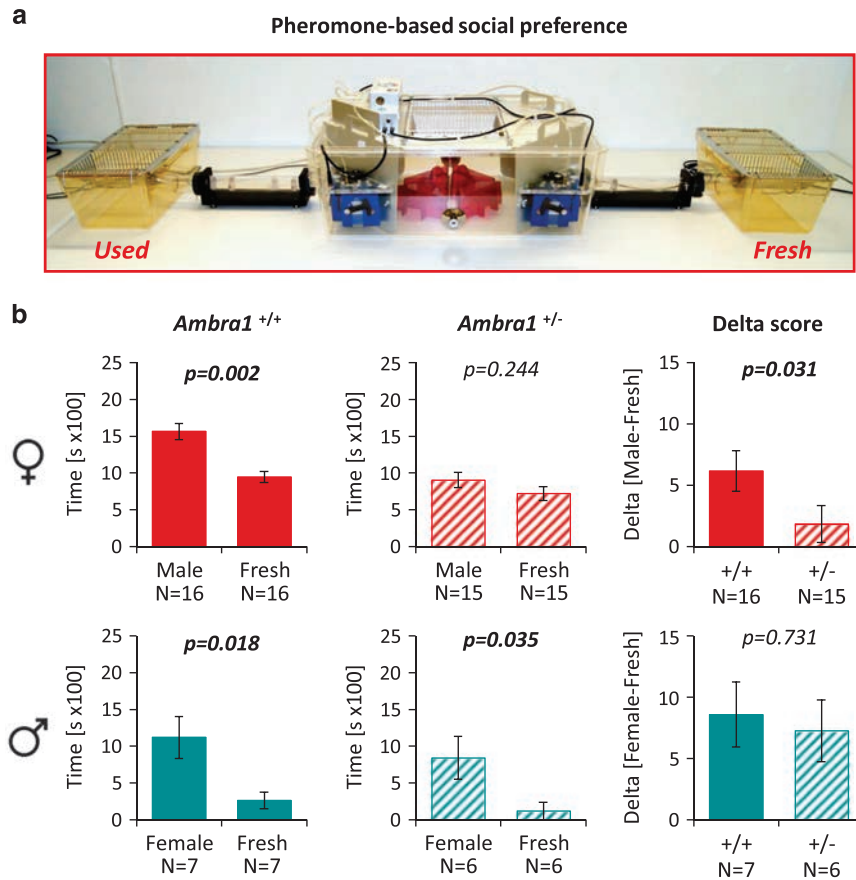 a
Pheromone-based social preference
Used
Fresh
b
Ambra1 +/+
Ambra1 +/-
Delta score
Time [s x100]
25
20
15
10
5
0
p=0.002
Male
N=16
Fresh
N=16
Time [s x100]
25
20
15
10
5
0
p=0.244
Male
N=15
Fresh
N=15
Delta [Male-Fresh]
15
10
5
0
p=0.031
+/+
N=16
+/-
N=15
♀
Time [s x100]
25
20
15
10
5
0
p=0.018
Female
N=7
Fresh
N=7
Time [s x100]
25
20
15
10
5
0
p=0.035
Female
N=6
Fresh
N=6
Delta [Female-Fresh]
15
10
5
0
p=0.731
+/+
N=7
+/-
N=6
♂